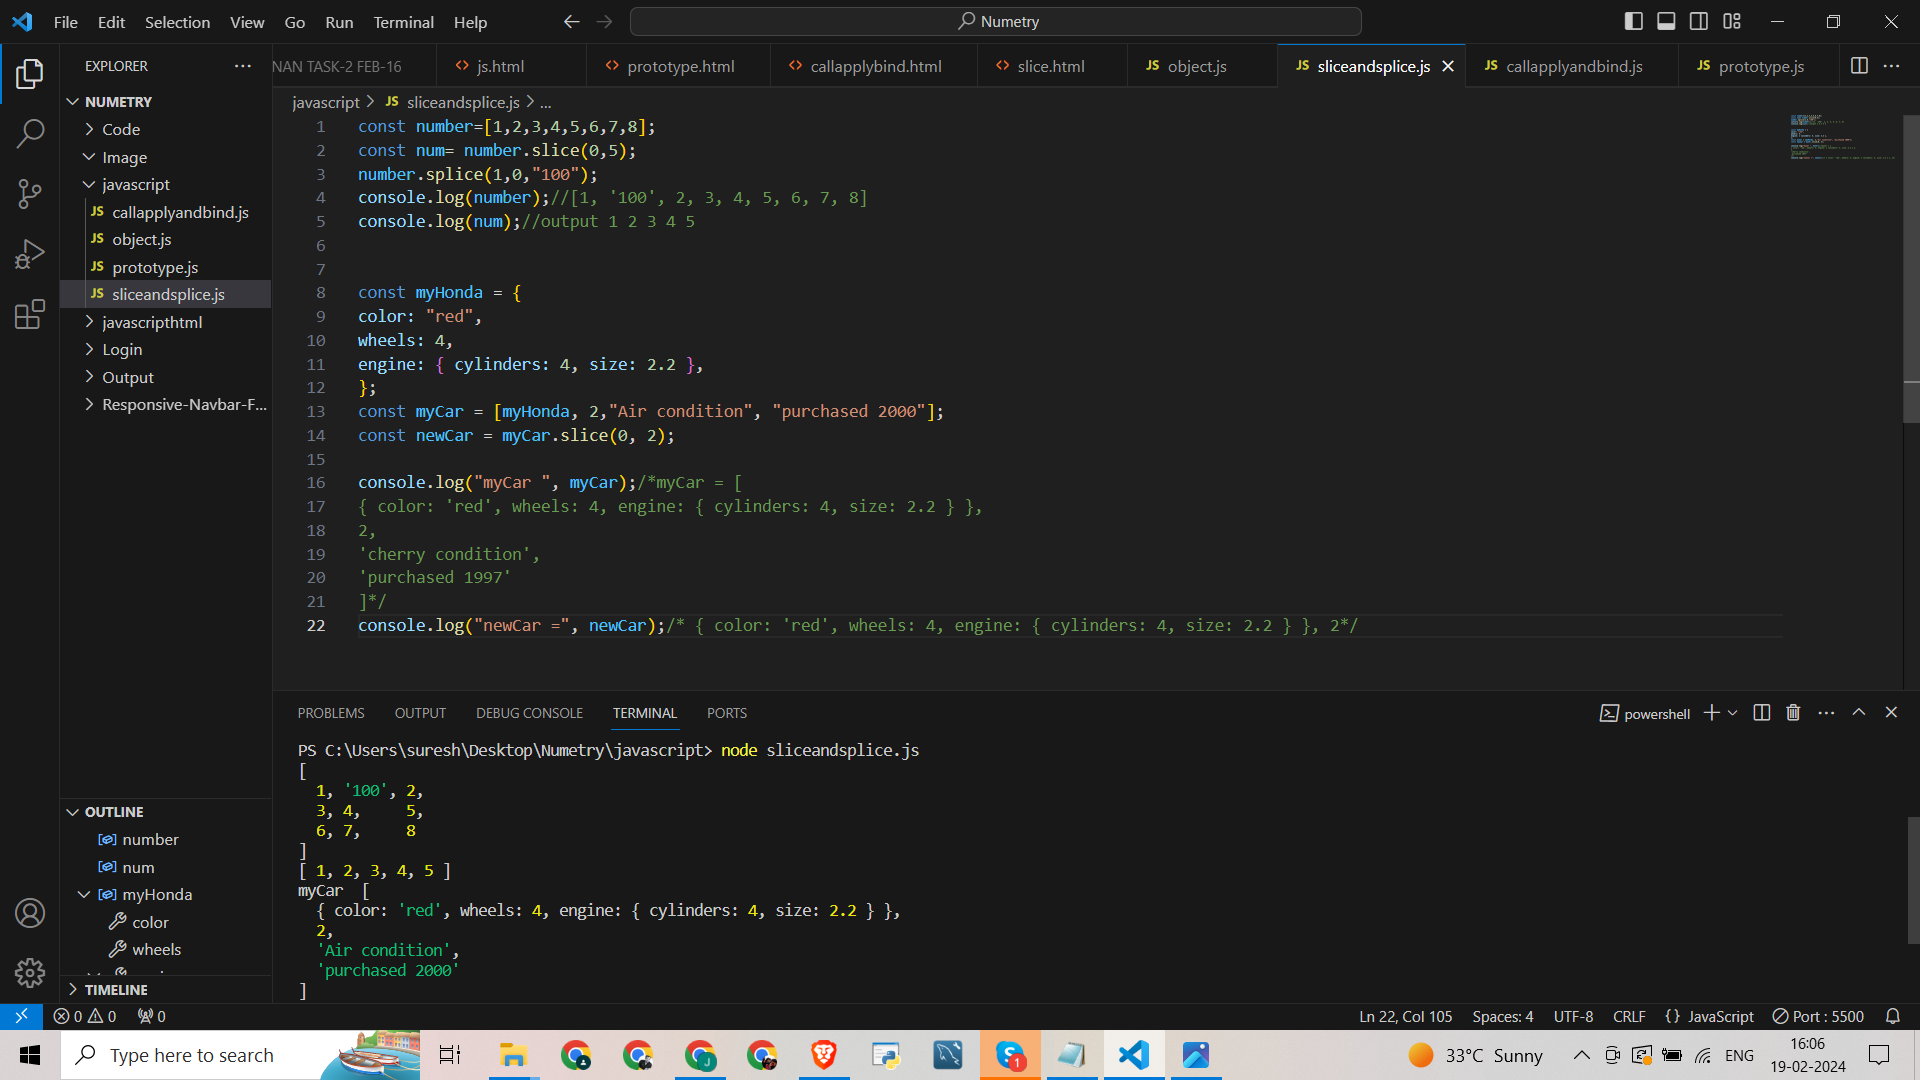 File Edit Selection View Go Run Terminal Help
Numetry
EXPLORER
NUMETRY
Code
Image
javascript
JS callapplyandbind.js
JS object.js
JS prototype.js
JS sliceandsplice.js
javascripthtml
Login
Output
Responsive-Navbar-F...
OUTLINE
number
num
myHonda
color
wheels
TIMELINE
NAN TASK-2 FEB-16 js.html prototype.html callapplybind.html slice.html JS object.js JS sliceandsplice.js JS callapplyandbind.js JS prototype.js
javascript > JS sliceandsplice.js > ...
1 const number=[1,2,3,4,5,6,7,8];
2 const num= number.slice(0,5);
3 number.splice(1,0,"100");
4 console.log(number);//[1, '100', 2, 3, 4, 5, 6, 7, 8]
5 console.log(num);//output 1 2 3 4 5
6
7
8 const myHonda = {
9 color: "red",
10 wheels: 4,
11 engine: { cylinders: 4, size: 2.2 },
12 };
13 const myCar = [myHonda, 2,"Air condition", "purchased 2000"];
14 const newCar = myCar.slice(0, 2);
15
16 console.log("myCar ", myCar);/*myCar = [
17 { color: 'red', wheels: 4, engine: { cylinders: 4, size: 2.2 } },
18 2,
19 'cherry condition',
20 'purchased 1997'
21 ]*/
22 console.log("newCar =", newCar);/* { color: 'red', wheels: 4, engine: { cylinders: 4, size: 2.2 } }, 2*/
PROBLEMS OUTPUT DEBUG CONSOLE TERMINAL PORTS
powershell
PS C:\Users\suresh\Desktop\Numetry\javascript> node sliceandsplice.js
[
1, '100', 2,
3, 4, 5,
6, 7, 8
]
[ 1, 2, 3, 4, 5 ]
myCar [
{ color: 'red', wheels: 4, engine: { cylinders: 4, size: 2.2 } },
2,
'Air condition',
'purchased 2000'
]
0 0 0
Ln 22, Col 105 Spaces: 4 UTF-8 CRLF {} JavaScript Port : 5500
Type here to search
J
1
33°C Sunny
ENG
16:06
19-02-2024